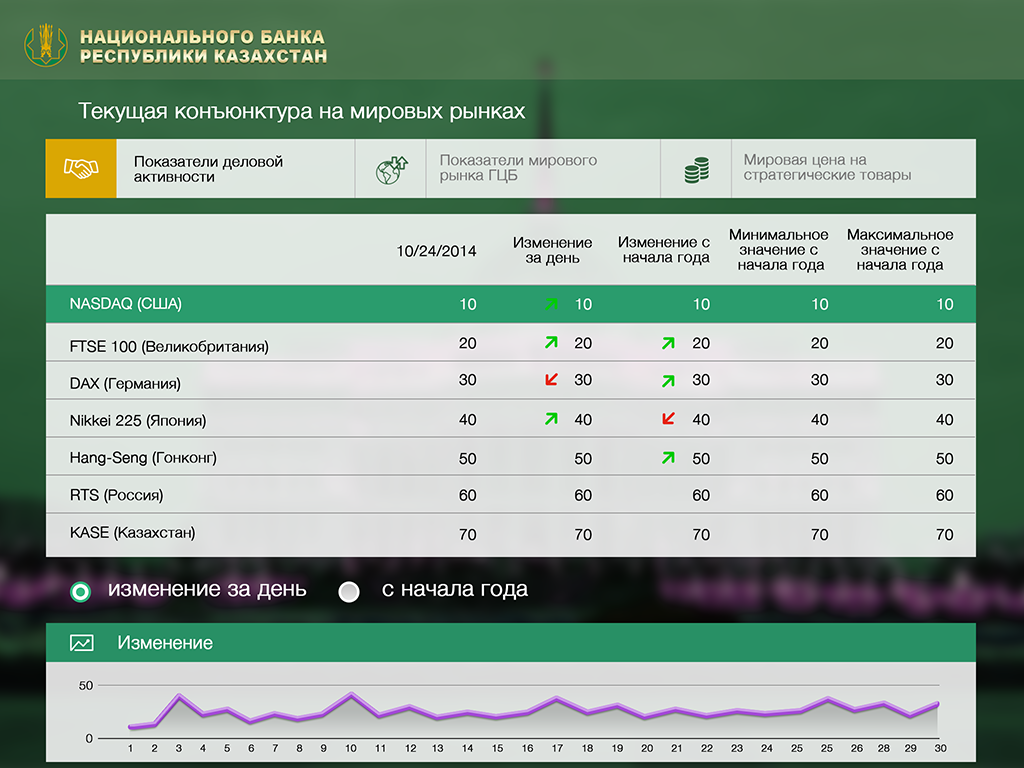 НАЦИОНАЛЬНОГО БАНКА
РЕСПУБЛИКИ КАЗАХСТАН
Текущая конъюнктура на мировых рынках
Показатели деловой
активности
Показатели мирового
рынка ГЦБ
Мировая цена на
стратегические товары
10/24/2014
Изменение
за день
Изменение с
начала года
Минимальное
значение с
начала года
Максимальное
значение с
начала года
NASDAQ (США) 10 10 10 10 10
FTSE 100 (Великобритания) 20 20 20 20 20
DAX (Германия) 30 30 30 30 30
Nikkei 225 (Япония) 40 40 40 40 40
Hang-Seng (Гонконг) 50 50 50 50 50
RTS (Россия) 60 60 60 60 60
KASE (Казахстан) 70 70 70 70 70
изменение за день с начала года
Изменение
50
0
1 2 3 4 5 6 7 8 9 10 11 12 13 14 15 16 17 18 19 20 21 22 23 24 25 25 26 28 29 30